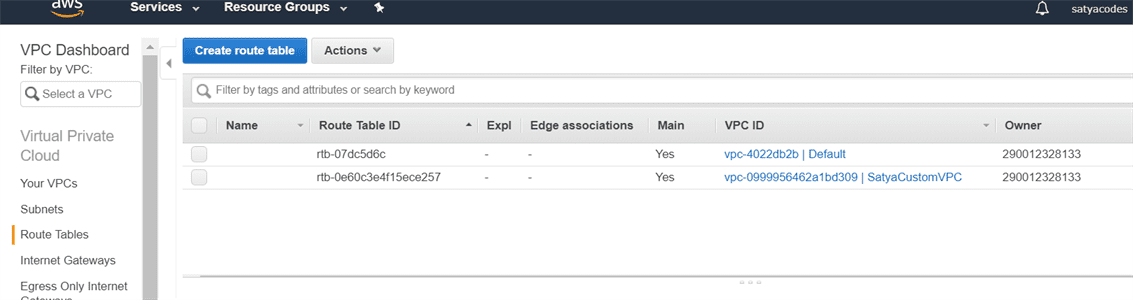 aws
Services
Resource Groups
satyacodes
VPC Dashboard
Filter by VPC:
Select a VPC
Virtual Private
Cloud
Your VPCs
Subnets
Route Tables
Internet Gateways
Egress Only Internet
Gateways
Create route table
Actions
Filter by tags and attributes or search by keyword
Name Route Table ID Expl Edge associations Main VPC ID Owner
rtb-07dc5d6c - - Yes vpc-4022db2b | Default 290012328133
rtb-0e60c3e4f15ece257 - - Yes vpc-0999956462a1bd309 | SatyaCustomVPC 290012328133